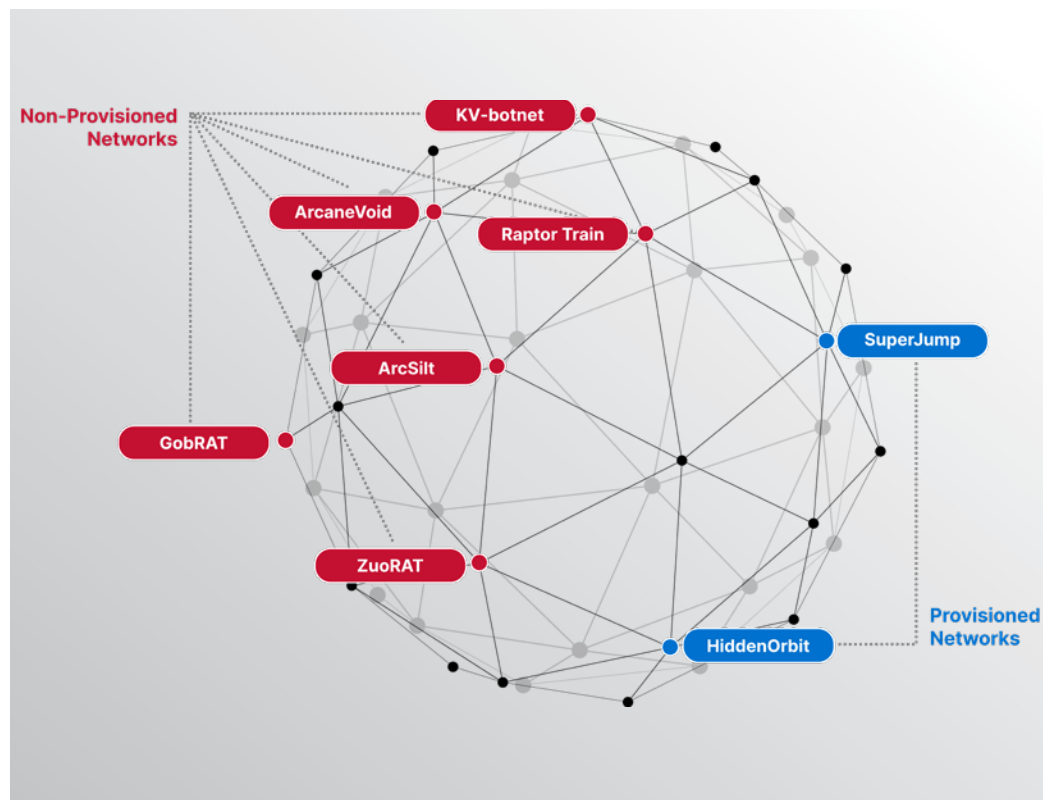 KV-botnet
Non-Provisioned
Networks
ArcaneVoid
Raptor Train
SuperJump
ArcSilt
GobRAT
ZuoRAT
Provisioned
Networks
HiddenOrbit